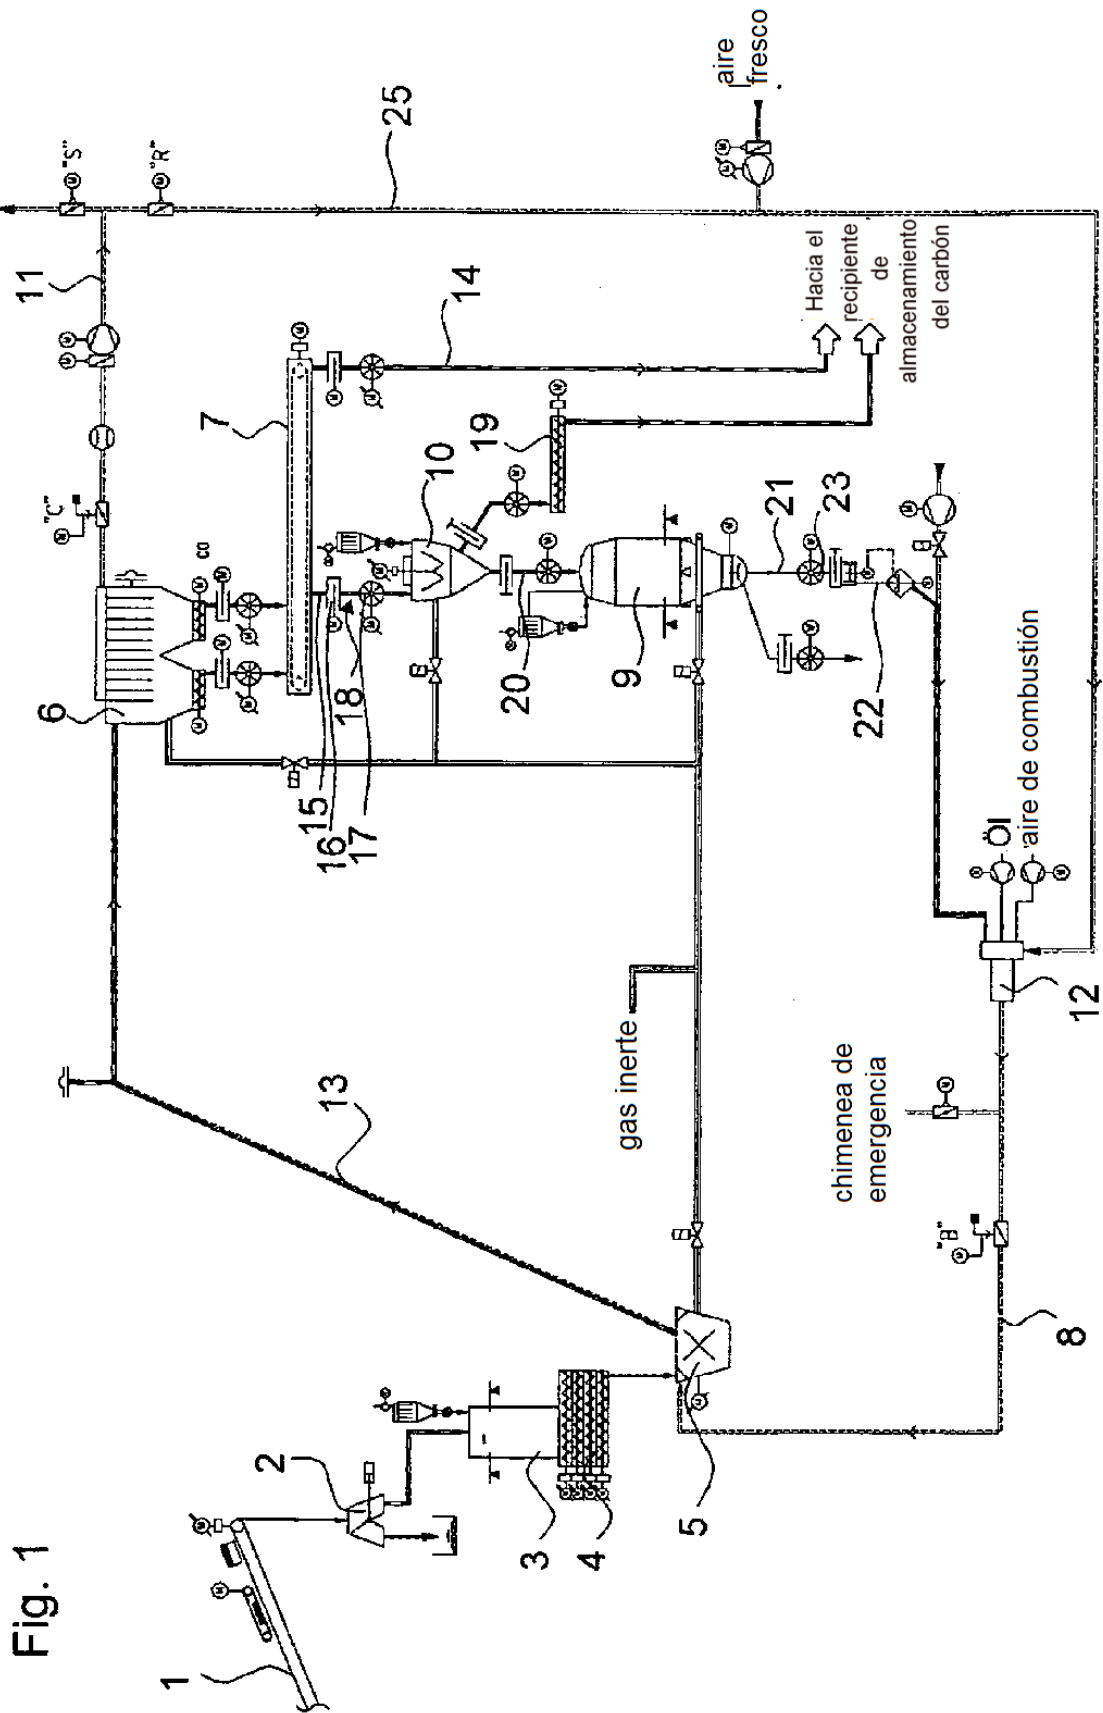 Fig. 1
11
6
"C"
"S"
"R"
1
CO
7
2
15
16
17
18
13
25
10
14
19
20
3
4
9
gas inerte
5
aire
fresco
21
23
Hacia el
recipiente
de
almacenamiento
del carbón
chimenea de
emergencia
22
"B"
Öl
aire de combustión
8
12